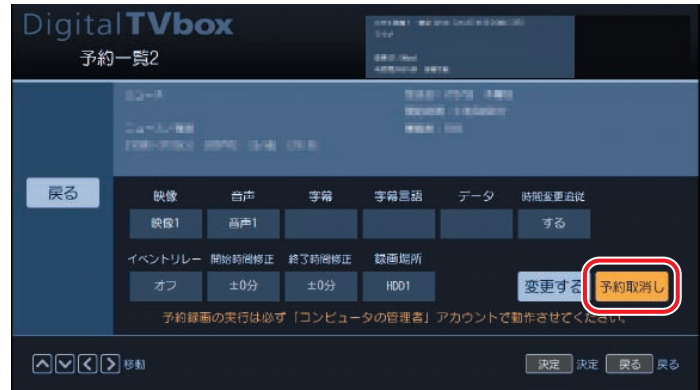 Digital TVbox
予約一覧2
ニュース
戻る
映像 音声 字幕 字幕言語 データ 時間変更追従
映像1 音声1 する
イベントリレー 開始時間修正 終了時間修正 録画場所
オフ ±0分 ±0分 HDD1 変更する 予約取消し
予約録画の実行は必ず「コンピュータの管理者」アカウントで動作させてください。
移動 決定 決定 戻る 戻る